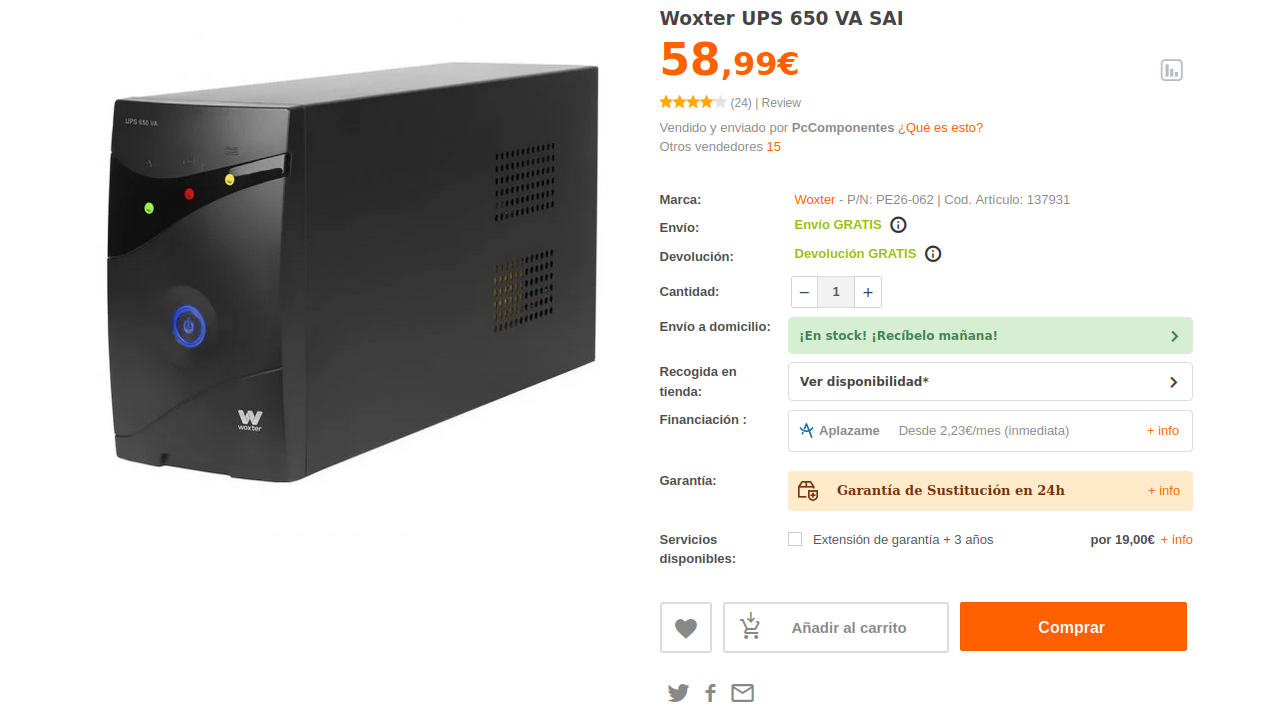 Woxter UPS 650 VA SAI
58,99€
(24) | Review
Vendido y enviado por PcComponentes ¿Qué es esto?
Otros vendedores 15
Marca: Woxter - P/N: PE26-062 | Cod. Artículo: 137931
Envío: Envío GRATIS
Devolución: Devolución GRATIS
Cantidad: − 1 +
Envío a domicilio: ¡En stock! ¡Recíbelo mañana!
Recogida en
tienda:
Ver disponibilidad*
Financiación : Aplazame Desde 2,23€/mes (inmediata) + info
Garantía: Garantía de Sustitución en 24h + info
Servicios
disponibles:
Extensión de garantía + 3 años por 19,00€ + info
Añadir al carrito
Comprar
UPS 650 VA
woxter